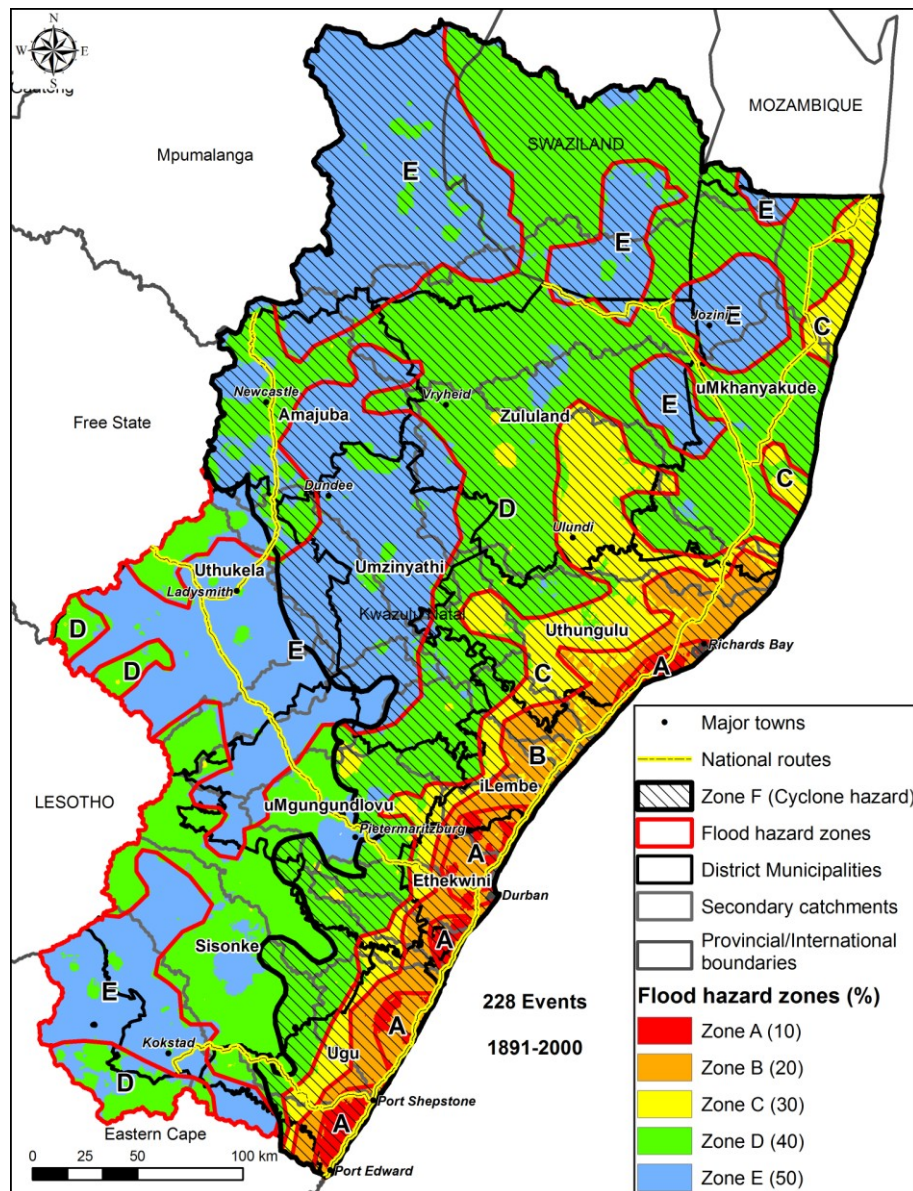 N
W E
S
Gauteng
MOZAMBIQUE
Mpumalanga
SWAZILAND
E
E
E
E
Jozini
C
uMkhanyakude
E
Newcastle
Amajuba
Vryheid
Zululand
Free State
C
Dundee
D
Ulundi
Uthukela
Umzinyathi
Ladysmith
Kwazulu-Natal
D
E
Uthungulu
D
Richards Bay
A
C
B
LESOTHO
iLembe
uMgungundlovu
Pietermaritzburg
A
Ethekwini
Durban
A
Sisonke
E
A
Ugu
Kokstad
D
Port Shepstone
A
Eastern Cape
Port Edward
228 Events
1891-2000
0 25 50 100 km
Major towns
National routes
Zone F (Cyclone hazard)
Flood hazard zones
District Municipalities
Secondary catchments
Provincial/International
boundaries
Flood hazard zones (%)
Zone A (10)
Zone B (20)
Zone C (30)
Zone D (40)
Zone E (50)